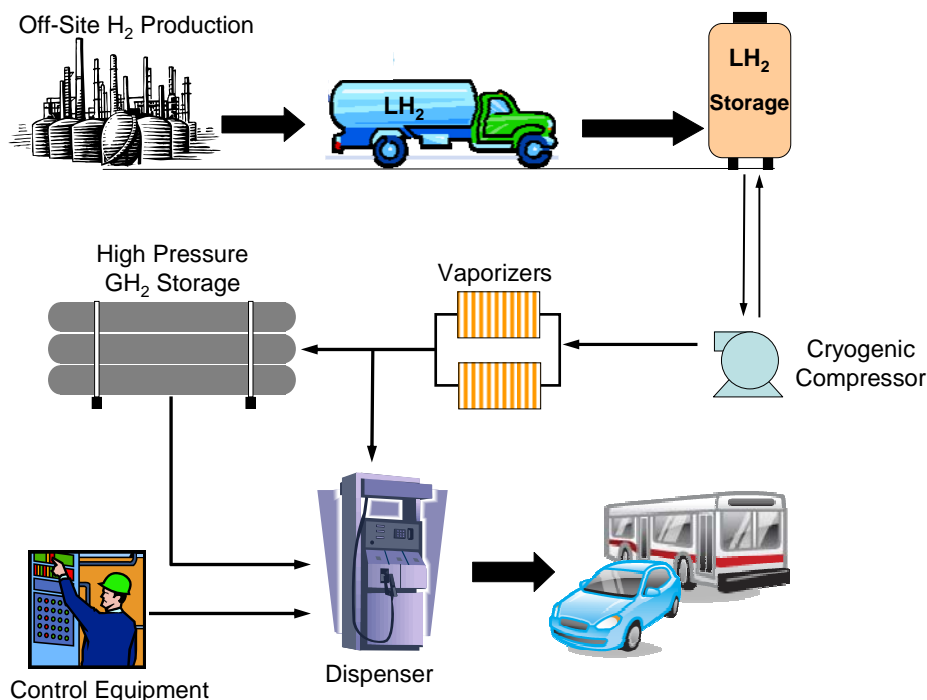 Off-Site H₂ Production
LH₂
LH₂
Storage
High Pressure
GH₂ Storage
Vaporizers
Cryogenic
Compressor
Dispenser
Control Equipment